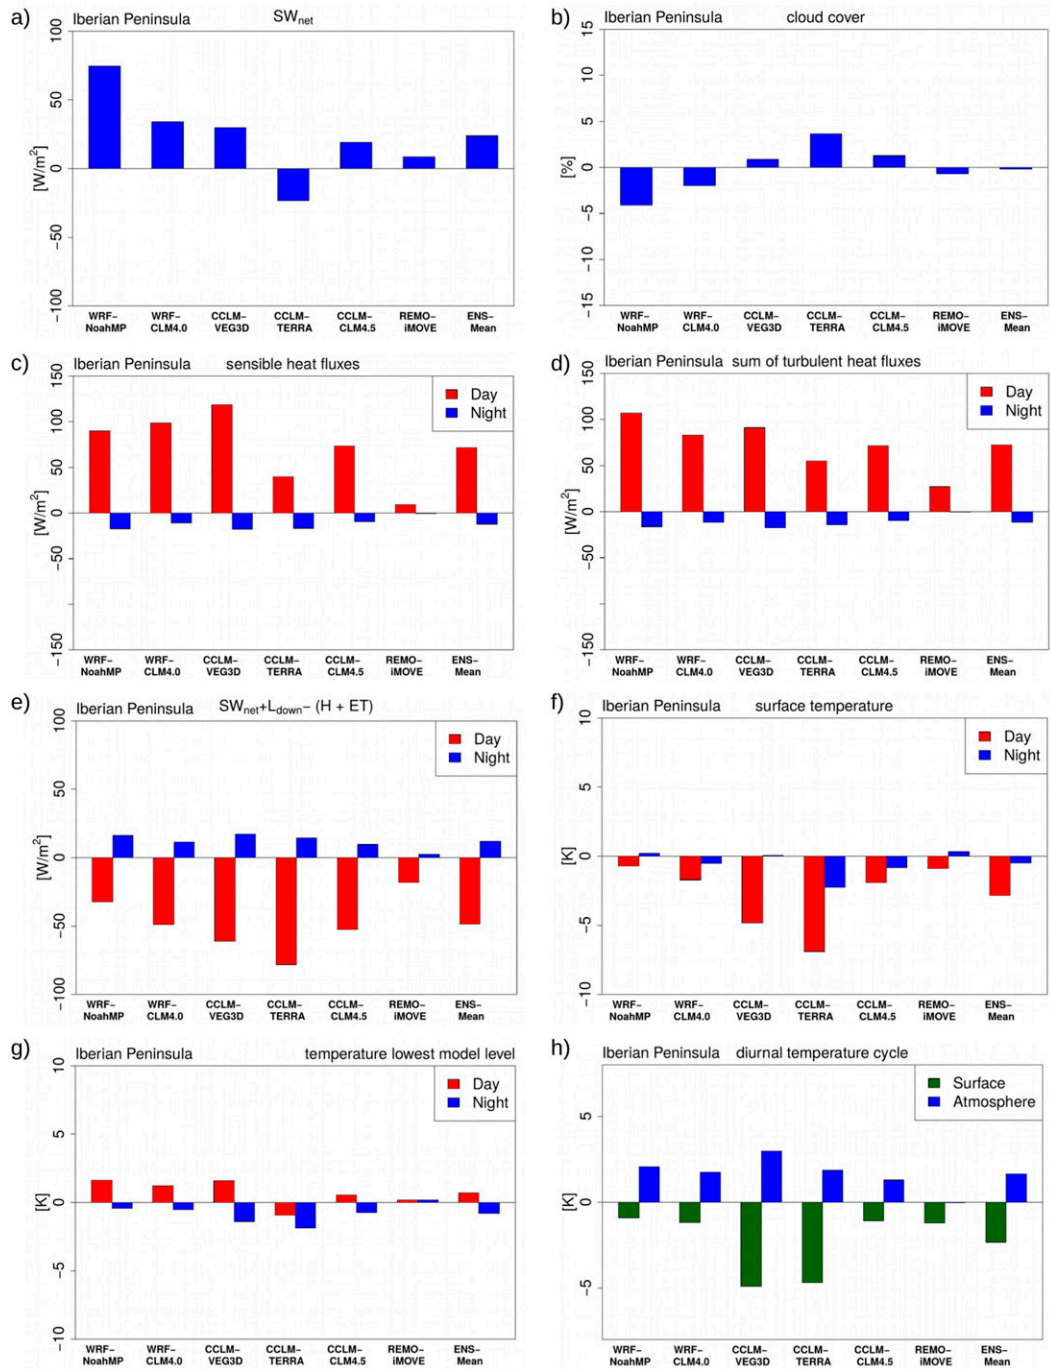 a) Iberian Peninsula SWnet
100
50
0
−50
−100
[W/m²]
WRF− WRF− CCLM− CCLM− CCLM− REMO− ENS−
NoahMP CLM4.0 VEG3D TERRA CLM4.5 iMOVE Mean
b) Iberian Peninsula cloud cover
15
10
5
0
−5
−10
−15
[%]
WRF− WRF− CCLM− CCLM− CCLM− REMO− ENS−
NoahMP CLM4.0 VEG3D TERRA CLM4.5 iMOVE Mean
c) Iberian Peninsula sensible heat fluxes
Day
Night
150
100
50
0
−50
−150
[W/m²]
WRF− WRF− CCLM− CCLM− CCLM− REMO− ENS−
NoahMP CLM4.0 VEG3D TERRA CLM4.5 iMOVE Mean
d) Iberian Peninsula sum of turbulent heat fluxes
Day
Night
150
100
50
0
−50
−150
[W/m²]
WRF− WRF− CCLM− CCLM− CCLM− REMO− ENS−
NoahMP CLM4.0 VEG3D TERRA CLM4.5 iMOVE Mean
e) Iberian Peninsula SWnet+Ldown− (H + ET)
Day
Night
100
50
0
−50
−100
[W/m²]
WRF− WRF− CCLM− CCLM− CCLM− REMO− ENS−
NoahMP CLM4.0 VEG3D TERRA CLM4.5 iMOVE Mean
f) Iberian Peninsula surface temperature
Day
Night
10
5
0
−5
−10
[K]
WRF− WRF− CCLM− CCLM− CCLM− REMO− ENS−
NoahMP CLM4.0 VEG3D TERRA CLM4.5 iMOVE Mean
g) Iberian Peninsula temperature lowest model level
Day
Night
10
5
0
−5
−10
[K]
WRF− WRF− CCLM− CCLM− CCLM− REMO− ENS−
NoahMP CLM4.0 VEG3D TERRA CLM4.5 iMOVE Mean
h) Iberian Peninsula diurnal temperature cycle
Surface
Atmosphere
5
0
−5
[K]
WRF− WRF− CCLM− CCLM− CCLM− REMO− ENS−
NoahMP CLM4.0 VEG3D TERRA CLM4.5 iMOVE Mean